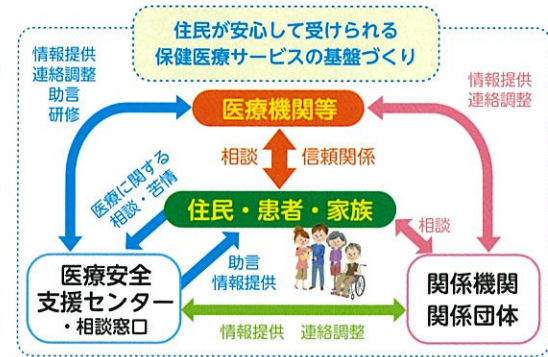 住民が安心して受けられる
保健医療サービスの基盤づくり
情報提供
連絡調整
助言
研修
情報提供
連絡調整
医療機関等
相談
信頼関係
医療に関する
相談・苦情
住民・患者・家族
相談
助言
情報提供
医療安全
支援センター
・相談窓口
関係機関
関係団体
情報提供 連絡調整